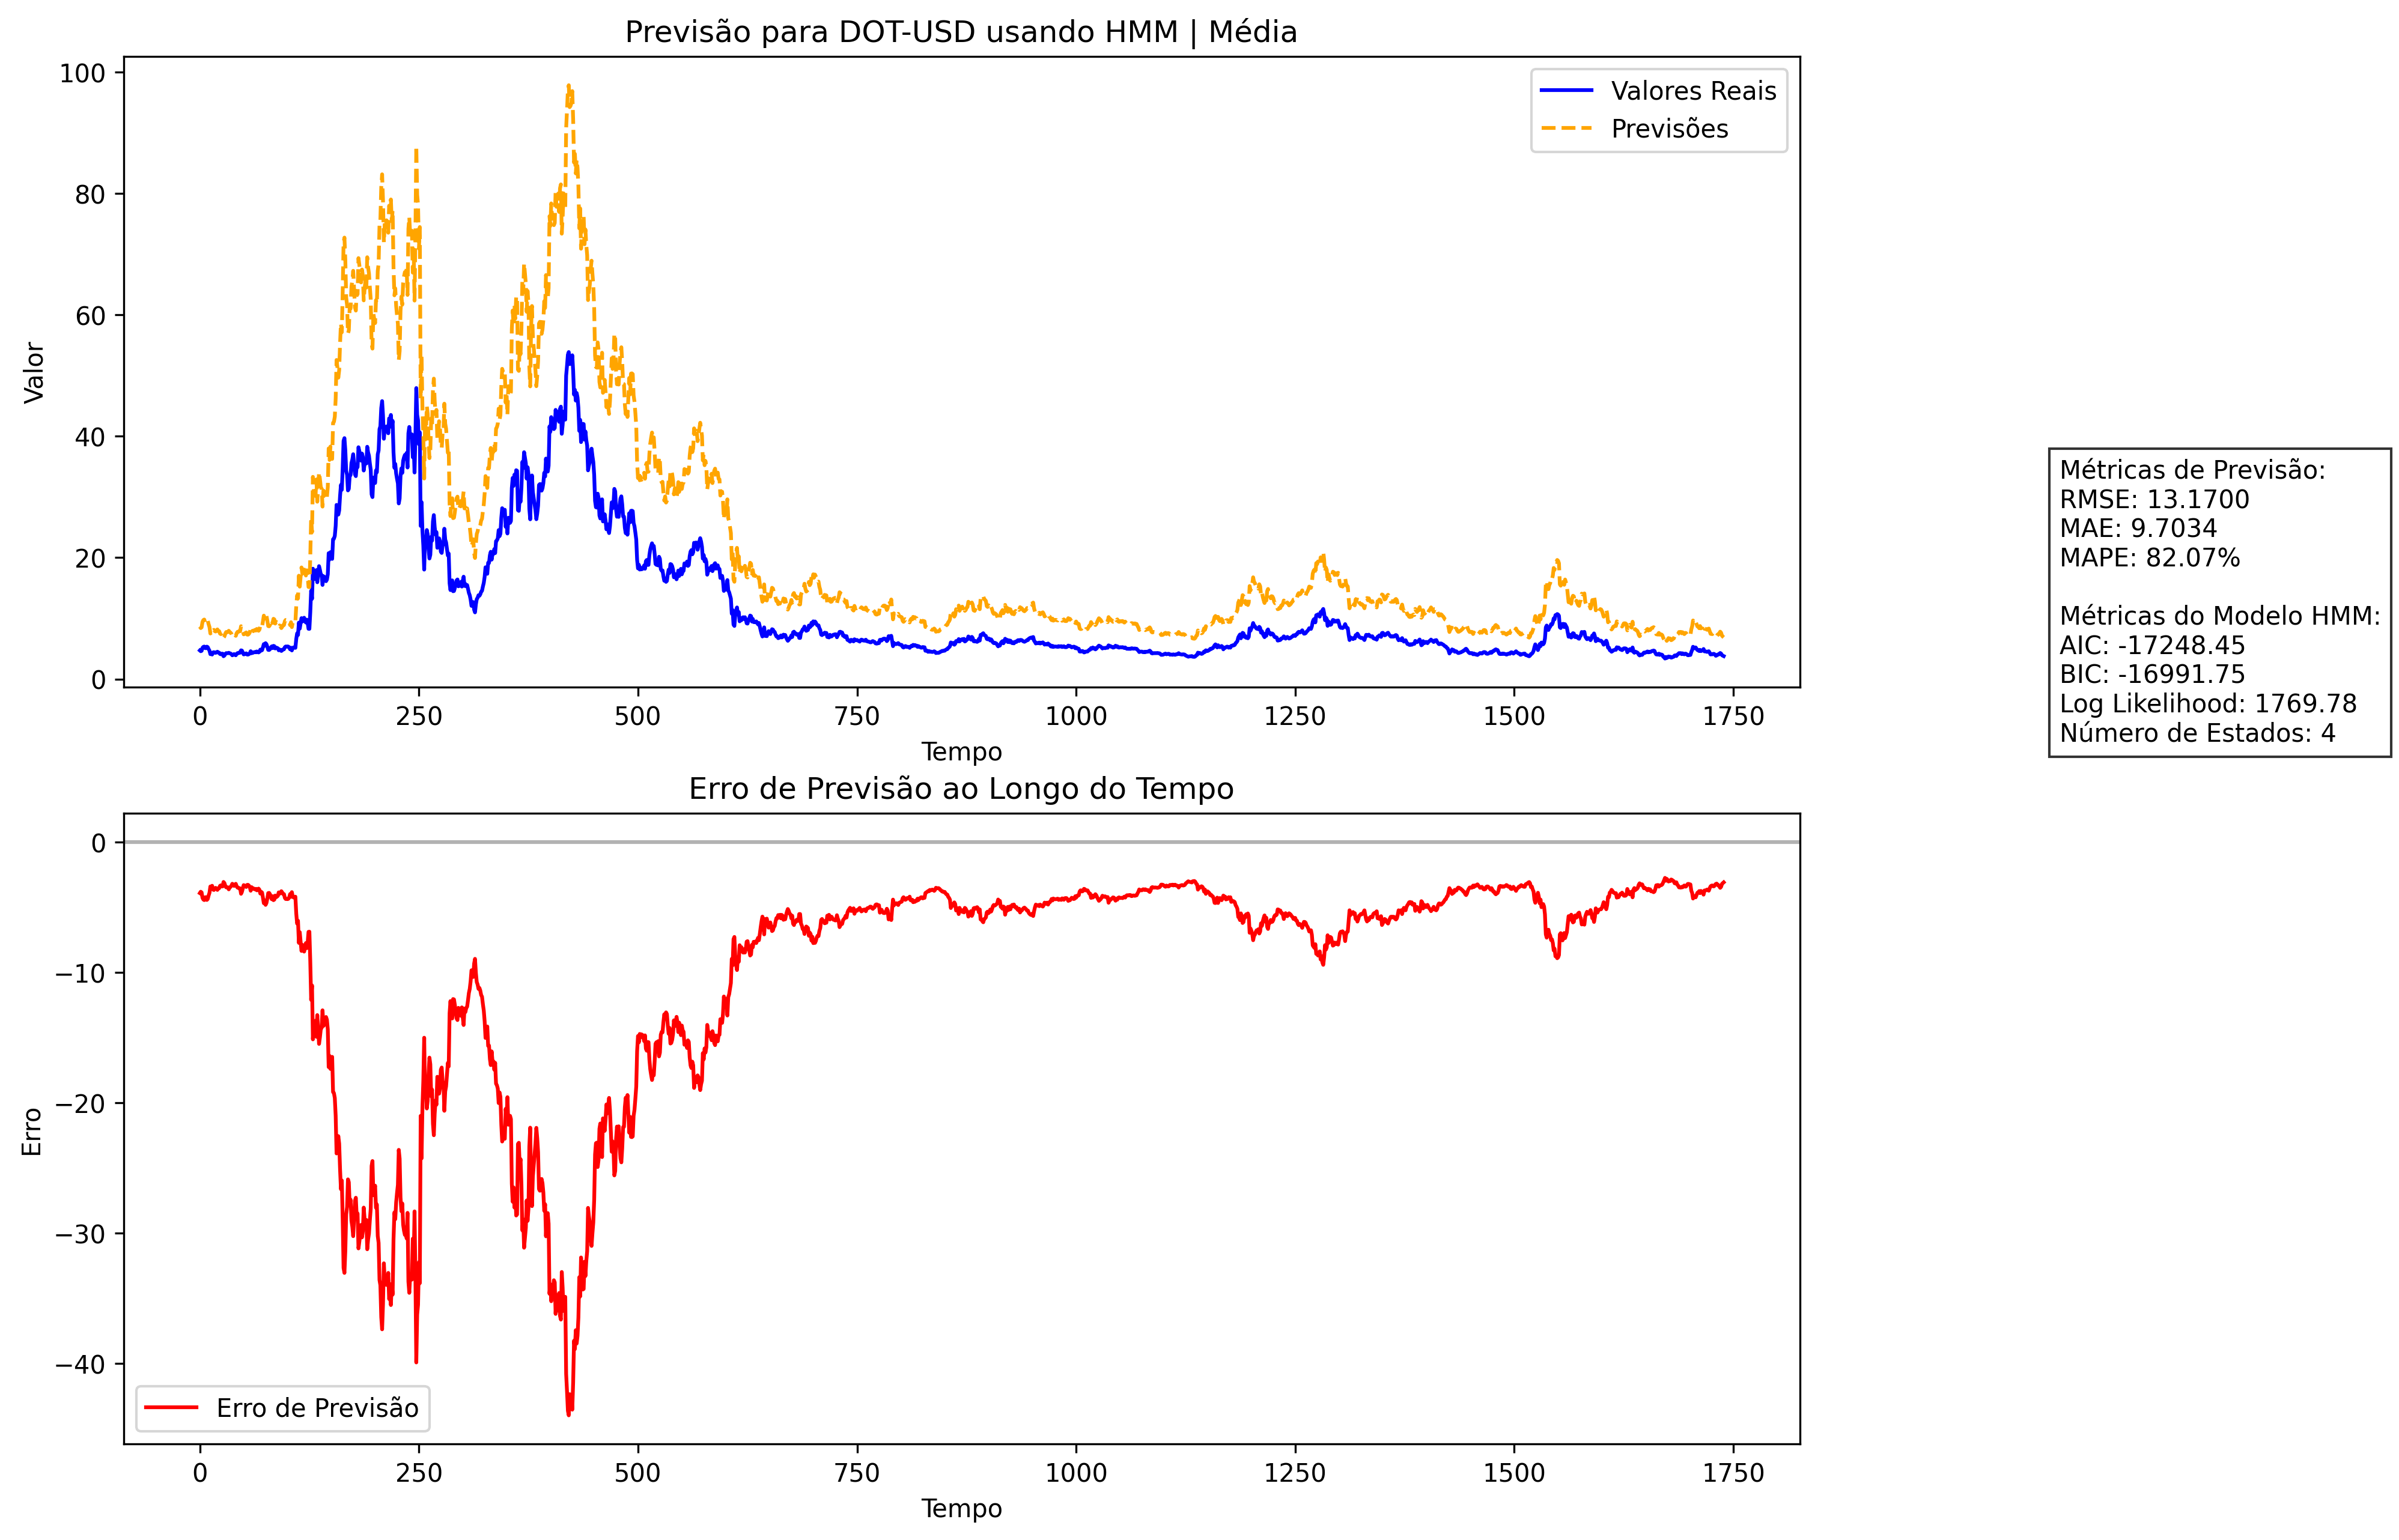 Previsão para DOT-USD usando HMM | Média
Valores Reais
Previsões
Valor
100
80
60
40
20
0
0 250 500 750 1000 1250 1500 1750
Tempo
Métricas de Previsão:
RMSE: 13.1700
MAE: 9.7034
MAPE: 82.07%
Métricas do Modelo HMM:
AIC: -17248.45
BIC: -16991.75
Log Likelihood: 1769.78
Número de Estados: 4
Erro de Previsão ao Longo do Tempo
Erro
0
−10
−20
−30
−40
Erro de Previsão
0 250 500 750 1000 1250 1500 1750
Tempo